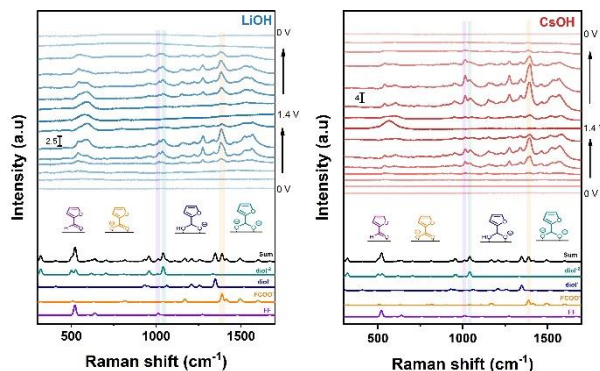 LiOH
0 V
1.4 V
0 V
2.5
Intensity (a.u)
Sum
diol⁻²
diol⁻
FCOO⁻
FF
500 1000 1500
Raman shift (cm⁻¹)
CsOH
0 V
1.4 V
0 V
4
Intensity (a.u)
Sum
diol⁻²
diol⁻
FCOO⁻
FF
500 1000 1500
Raman shift (cm⁻¹)